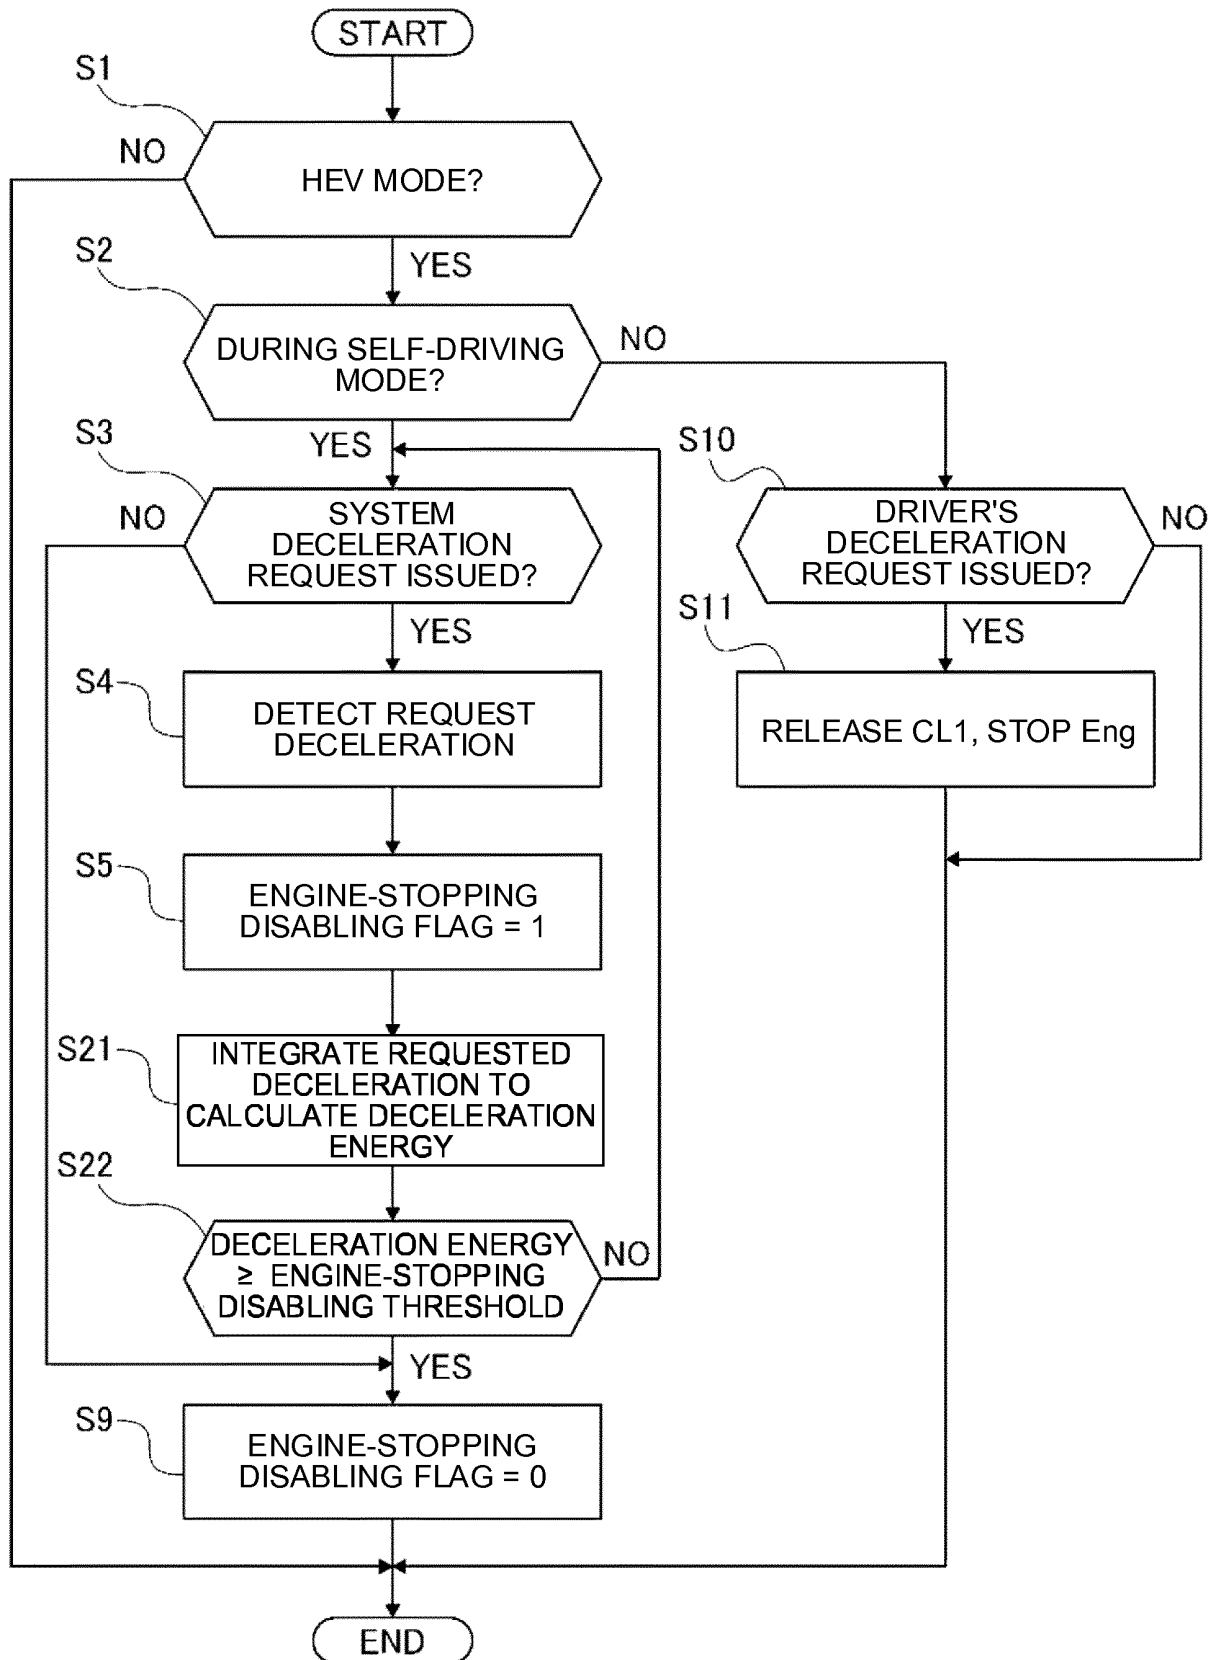 START
S1
NO
HEV MODE?
S2
YES
DURING SELF-DRIVING
MODE?
NO
S3
YES
S10
NO
SYSTEM
DECELERATION
REQUEST ISSUED?
DRIVER'S
DECELERATION
REQUEST ISSUED?
NO
YES
S11
YES
S4
DETECT REQUEST
DECELERATION
RELEASE CL1, STOP Eng
S5
ENGINE-STOPPING
DISABLING FLAG = 1
S21
INTEGRATE REQUESTED
DECELERATION TO
CALCULATE DECELERATION
ENERGY
S22
DECELERATION ENERGY
≥ ENGINE-STOPPING
DISABLING THRESHOLD
NO
YES
S9
ENGINE-STOPPING
DISABLING FLAG = 0
END